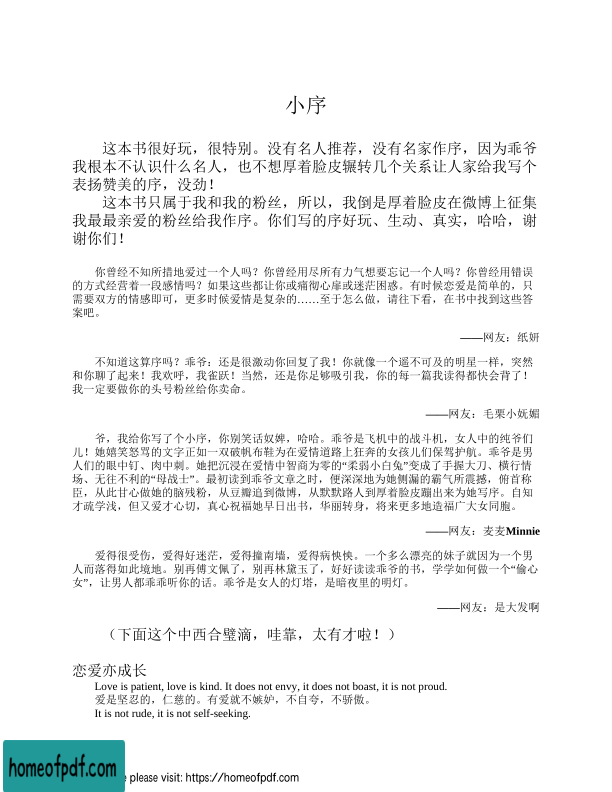 小序
这本书很好玩，很特别。没有名人推荐，没有名家作序，因为乖爷
我根本不认识什么名人，也不想厚着脸皮辗转几个关系让人家给我写个
表扬赞美的序，没劲！
这本书只属于我和我的粉丝，所以，我倒是厚着脸皮在微博上征集
我最最亲爱的粉丝给我作序。你们写的序好玩、生动、真实，哈哈，谢
谢你们！
你曾经不知所措地爱过一个人吗？你曾经用尽所有力气想要忘记一个人吗？你曾经用错误
的方式经营着一段感情吗？如果这些都让你或痛彻心扉或迷茫困惑。有时候恋爱是简单的，只
需要双方的情感即可，更多时候爱情是复杂的……至于怎么做，请往下看，在书中找到这些答
案吧。
——网友：纸妍
不知道这算序吗？乖爷：还是很激动你回复了我！你就像一个遥不可及的明星一样，突然
和你聊了起来！我欢呼，我雀跃！当然，还是你足够吸引我，你的每一篇我读得都快会背了！
我一定要做你的头号粉丝给你卖命。
——网友：毛栗小妩媚
爷，我给你写了个小序，你别笑话奴婢，哈哈。乖爷是飞机中的战斗机，女人中的纯爷们
儿！她嬉笑怒骂的文字正如一双破帆布鞋为在爱情道路上狂奔的女孩儿们保驾护航。乖爷是男
人们的眼中钉、肉中刺。她把沉浸在爱情中智商为零的“柔弱小白兔”变成了手握大刀、横行情
场、无往不利的“母战士”。最初读到乖爷文章之时，便深深地为她侧漏的霸气所震撼，俯首称
臣，从此甘心做她的脑残粉，从豆瓣追到微博，从默默路人到厚着脸皮蹦出来为她写序。自知
才疏学浅，但又爱才心切，真心祝福她早日出书，华丽转身，将来更多地造福广大女同胞。
——网友：麦麦Minnie
爱得很受伤，爱得好迷茫，爱得撞南墙，爱得病怏怏。一个多么漂亮的妹子就因为一个男
人而落得如此境地。别再傅文佩了，别再林黛玉了，好好读读乖爷的书，学学如何做一个“偷心
女”，让男人都乖乖听你的话。乖爷是女人的灯塔，是暗夜里的明灯。
——网友：是大发啊
（下面这个中西合璧滴，哇靠，太有才啦！）
恋爱亦成长
Love is patient, love is kind. It does not envy, it does not boast, it is not proud.
爱是坚忍的，仁慈的。有爱就不嫉妒，不自夸，不骄傲。
It is not rude, it is not self-seeking.
homeofpdf.com
e please visit: https://homeofpdf.com